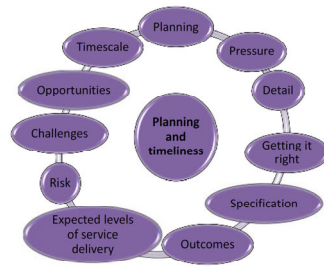 Planning
Pressure
Detail
Getting it
right
Specification
Outcomes
Expected levels
of service
delivery
Risk
Challenges
Opportunities
Timescale
Planning
and
timeliness